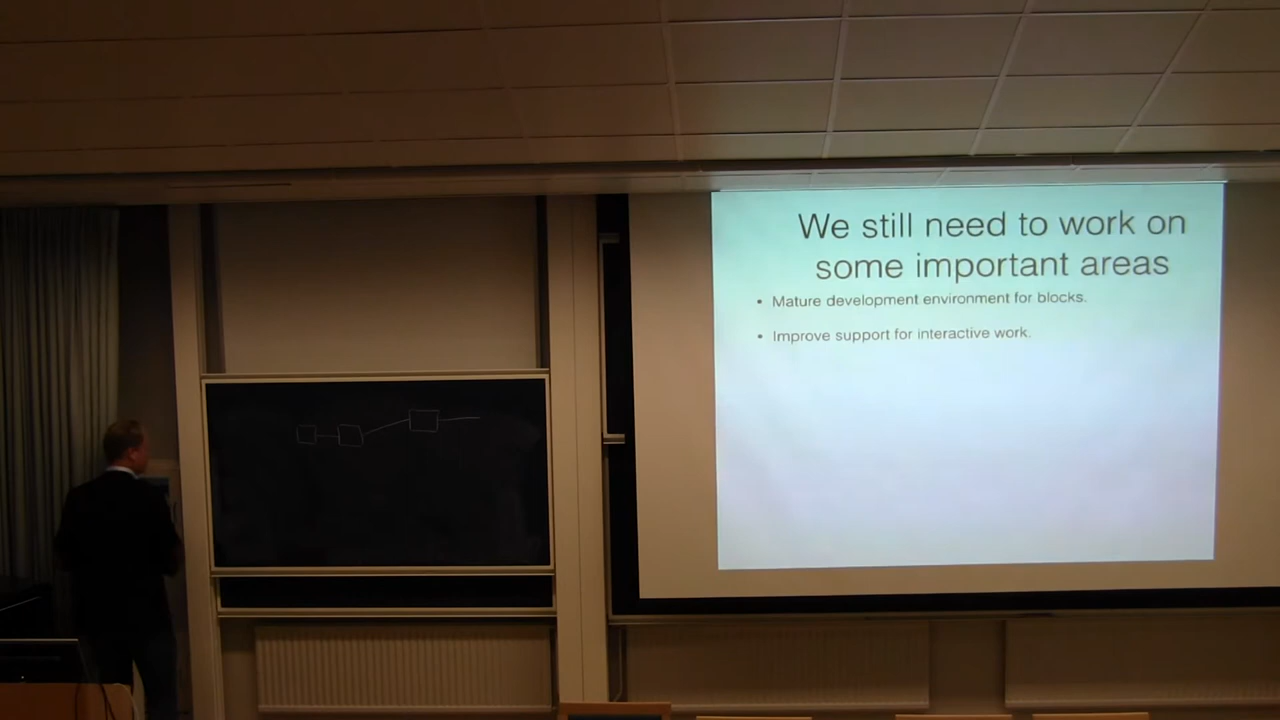 We still need to work on
some important areas
• Mature development environment for blocks.
• Improve support for interactive work.